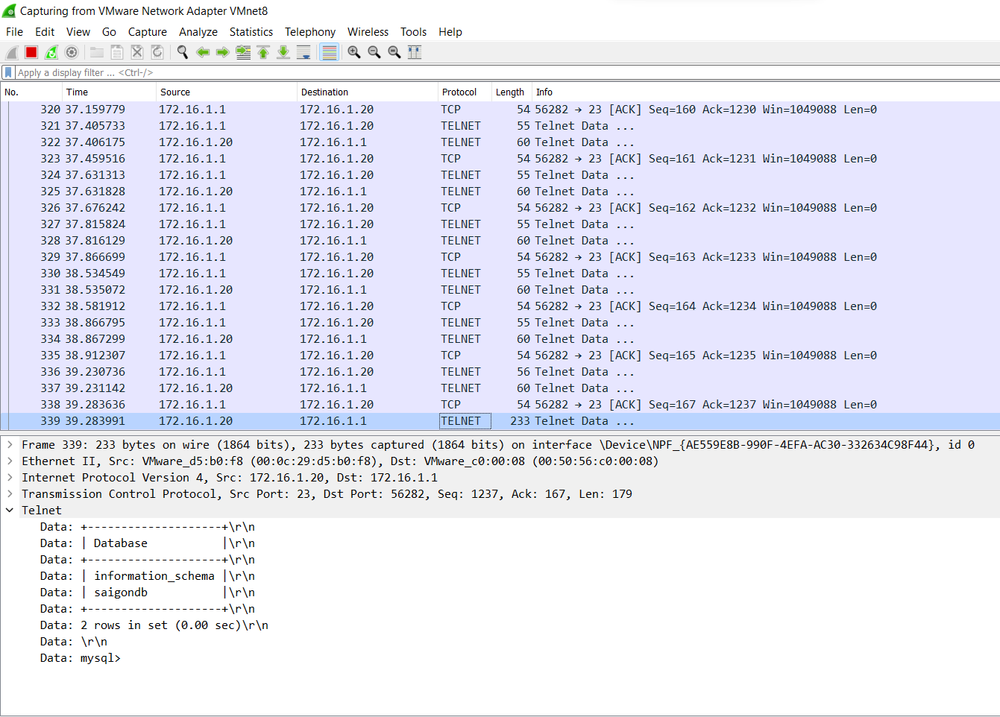 Capturing from VMware Network Adapter VMnet8
File Edit View Go Capture Analyze Statistics Telephony Wireless Tools Help
Apply a display filter ... <Ctrl-/>
No. Time Source Destination Protocol Length Info
320 37.159779 172.16.1.1 172.16.1.20 TCP 54 56282 → 23 [ACK] Seq=160 Ack=1230 Win=1049088 Len=0
321 37.405733 172.16.1.1 172.16.1.20 TELNET 55 Telnet Data ...
322 37.406175 172.16.1.20 172.16.1.1 TELNET 60 Telnet Data ...
323 37.459516 172.16.1.1 172.16.1.20 TCP 54 56282 → 23 [ACK] Seq=161 Ack=1231 Win=1049088 Len=0
324 37.631313 172.16.1.1 172.16.1.20 TELNET 55 Telnet Data ...
325 37.631828 172.16.1.20 172.16.1.1 TELNET 60 Telnet Data ...
326 37.676242 172.16.1.1 172.16.1.20 TCP 54 56282 → 23 [ACK] Seq=162 Ack=1232 Win=1049088 Len=0
327 37.815824 172.16.1.1 172.16.1.20 TELNET 55 Telnet Data ...
328 37.816129 172.16.1.20 172.16.1.1 TELNET 60 Telnet Data ...
329 37.866699 172.16.1.1 172.16.1.20 TCP 54 56282 → 23 [ACK] Seq=163 Ack=1233 Win=1049088 Len=0
330 38.534549 172.16.1.1 172.16.1.20 TELNET 55 Telnet Data ...
331 38.535072 172.16.1.20 172.16.1.1 TELNET 60 Telnet Data ...
332 38.581912 172.16.1.1 172.16.1.20 TCP 54 56282 → 23 [ACK] Seq=164 Ack=1234 Win=1049088 Len=0
333 38.866795 172.16.1.1 172.16.1.20 TELNET 55 Telnet Data ...
334 38.867299 172.16.1.20 172.16.1.1 TELNET 60 Telnet Data ...
335 38.912307 172.16.1.1 172.16.1.20 TCP 54 56282 → 23 [ACK] Seq=165 Ack=1235 Win=1049088 Len=0
336 39.230736 172.16.1.1 172.16.1.20 TELNET 56 Telnet Data ...
337 39.231142 172.16.1.20 172.16.1.1 TELNET 60 Telnet Data ...
338 39.283636 172.16.1.1 172.16.1.20 TCP 54 56282 → 23 [ACK] Seq=167 Ack=1237 Win=1049088 Len=0
339 39.283991 172.16.1.20 172.16.1.1 TELNET 233 Telnet Data ...
Frame 339: 233 bytes on wire (1864 bits), 233 bytes captured (1864 bits) on interface \Device\NPF_{AE559E8B-990F-4EFA-AC30-332634C98F44}, id 0
Ethernet II, Src: VMware_d5:b0:f8 (00:0c:29:d5:b0:f8), Dst: VMware_c0:00:08 (00:50:56:c0:00:08)
Internet Protocol Version 4, Src: 172.16.1.20, Dst: 172.16.1.1
Transmission Control Protocol, Src Port: 23, Dst Port: 56282, Seq: 1237, Ack: 167, Len: 179
Telnet
Data: +--------------------+\r\n
Data: | Database           |\r\n
Data: +--------------------+\r\n
Data: | information_schema |\r\n
Data: | saigondb           |\r\n
Data: +--------------------+\r\n
Data: 2 rows in set (0.00 sec)\r\n
Data: \r\n
Data: mysql>